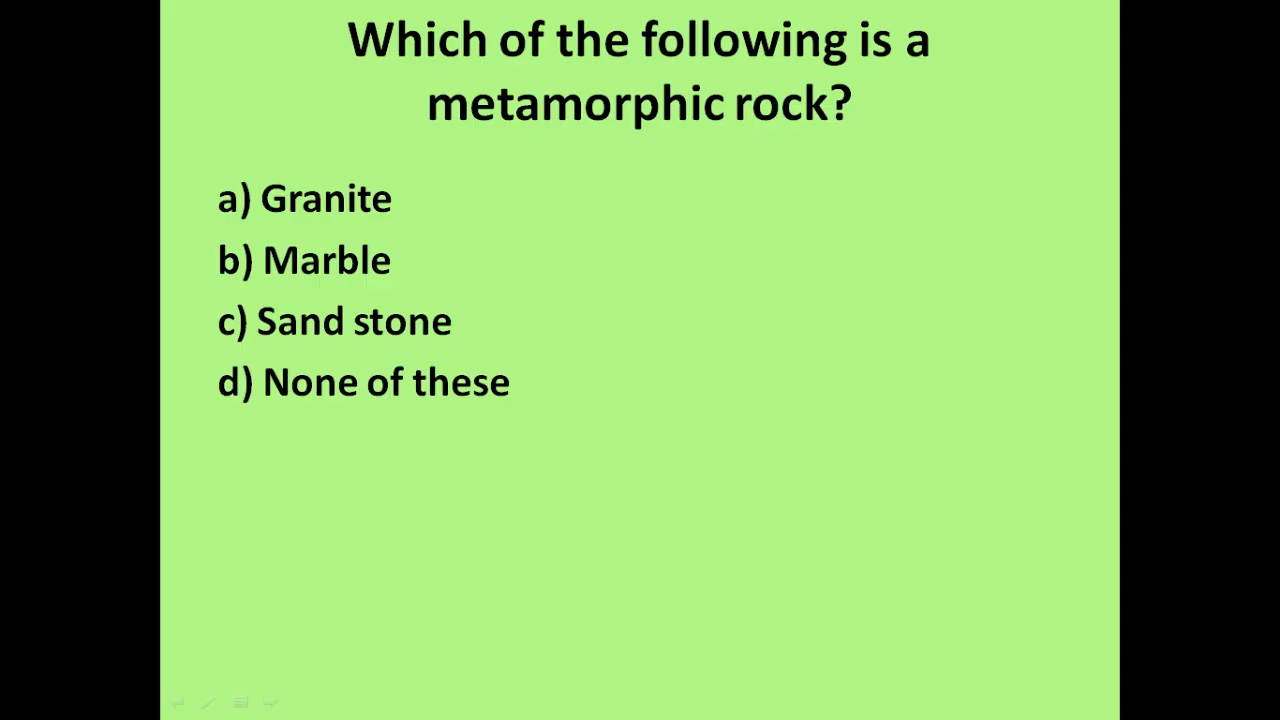 Which of the following is a
metamorphic rock?
a) Granite
b) Marble
c) Sand stone
d) None of these